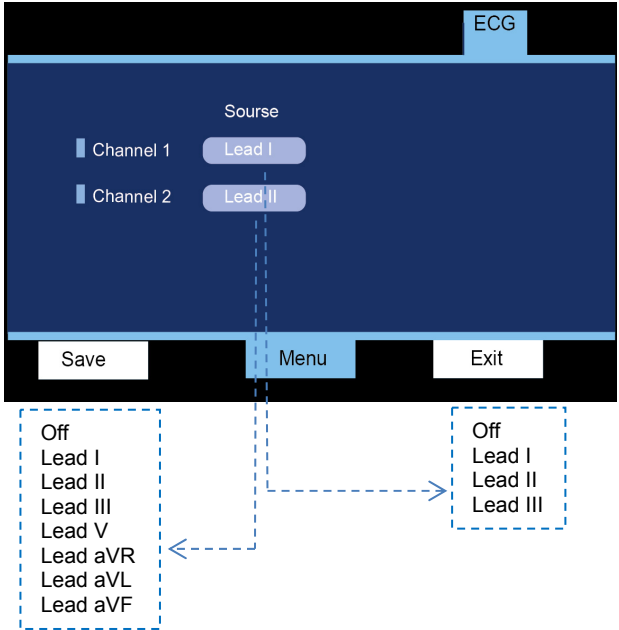 ECG
Sourse
Channel 1 Lead I
Channel 2 Lead II
Save Menu Exit
Off
Lead I
Lead II
Lead III
Lead V
Lead aVR
Lead aVL
Lead aVF
Off
Lead I
Lead II
Lead III